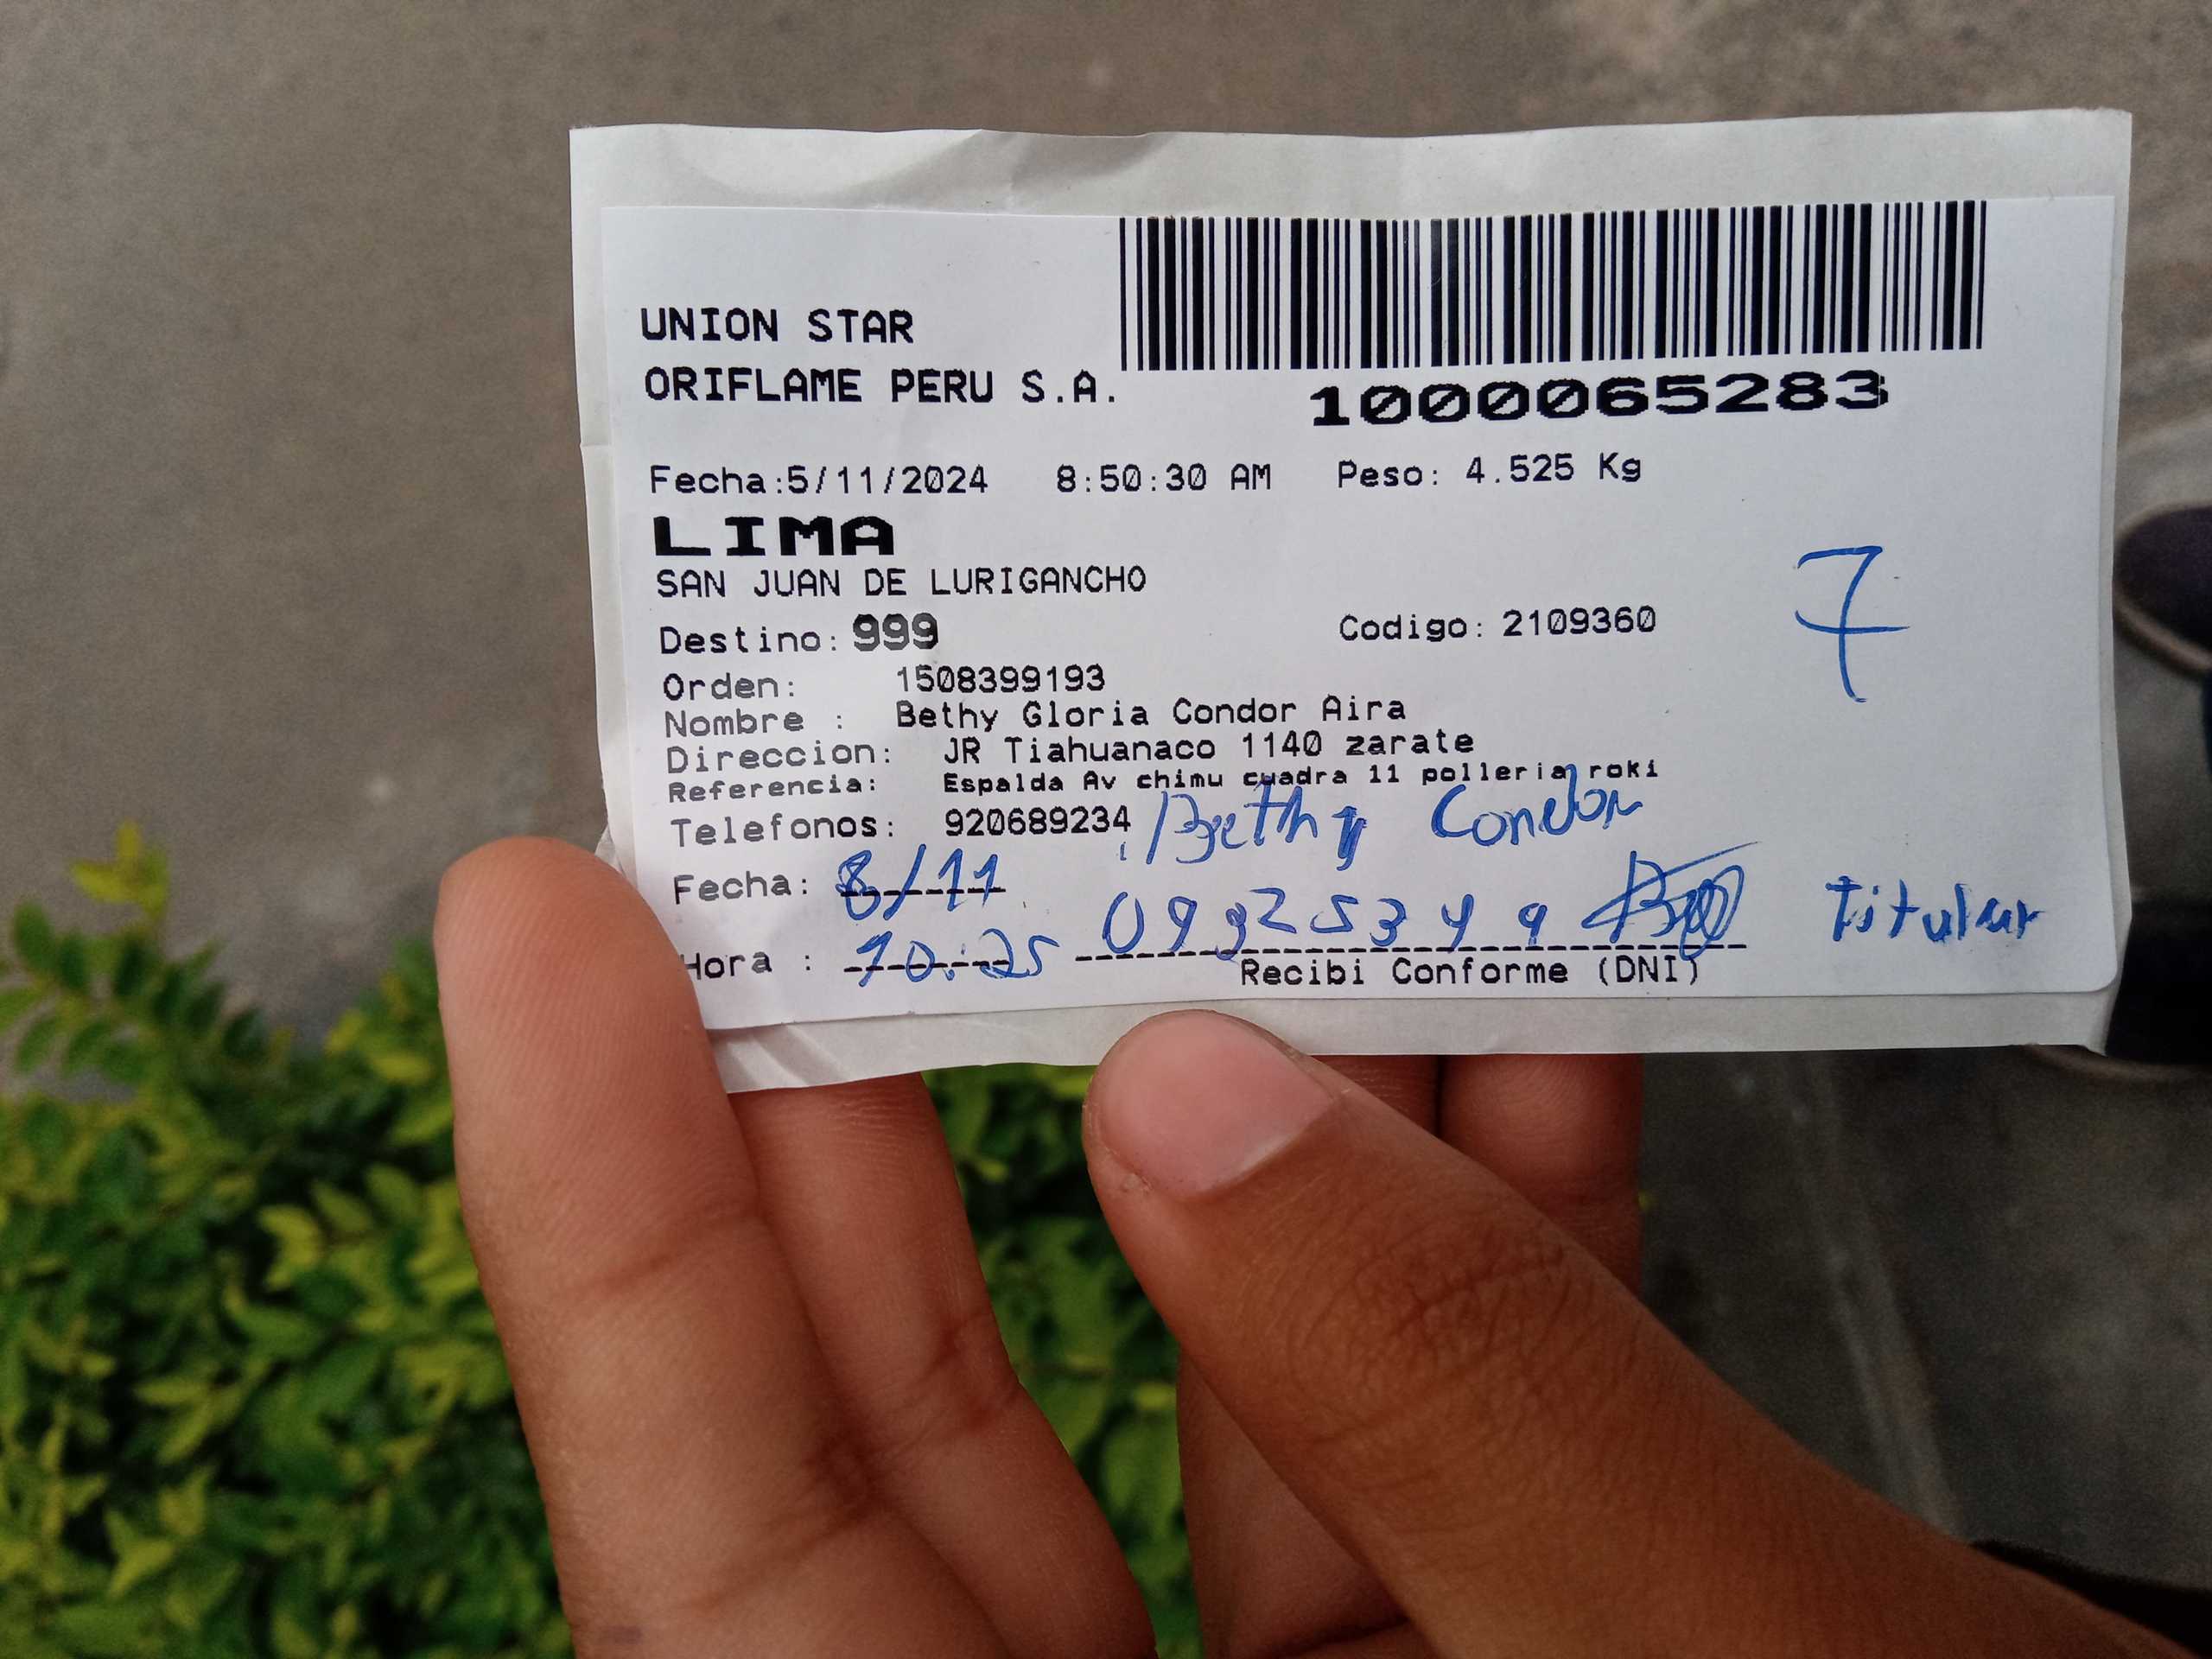 UNION STAR
ORIFLAME PERU S.A.
1000065283
Fecha:5/11/2024 8:50:30 AM Peso: 4.525 Kg
LIMA
SAN JUAN DE LURIGANCHO
Destino: 999 Codigo: 2109360
7
Orden: 1508399193
Nombre : Bethy Gloria Condor Aira
Direccion: JR Tiahuanaco 1140 zarate
Referencia: Espalda Av chimu cuadra 11 polleria roki
Telefonos: 920689234 Bethy Condor
Fecha: 8/11
Hora : 10:25 Titular
Recibi Conforme (DNI)